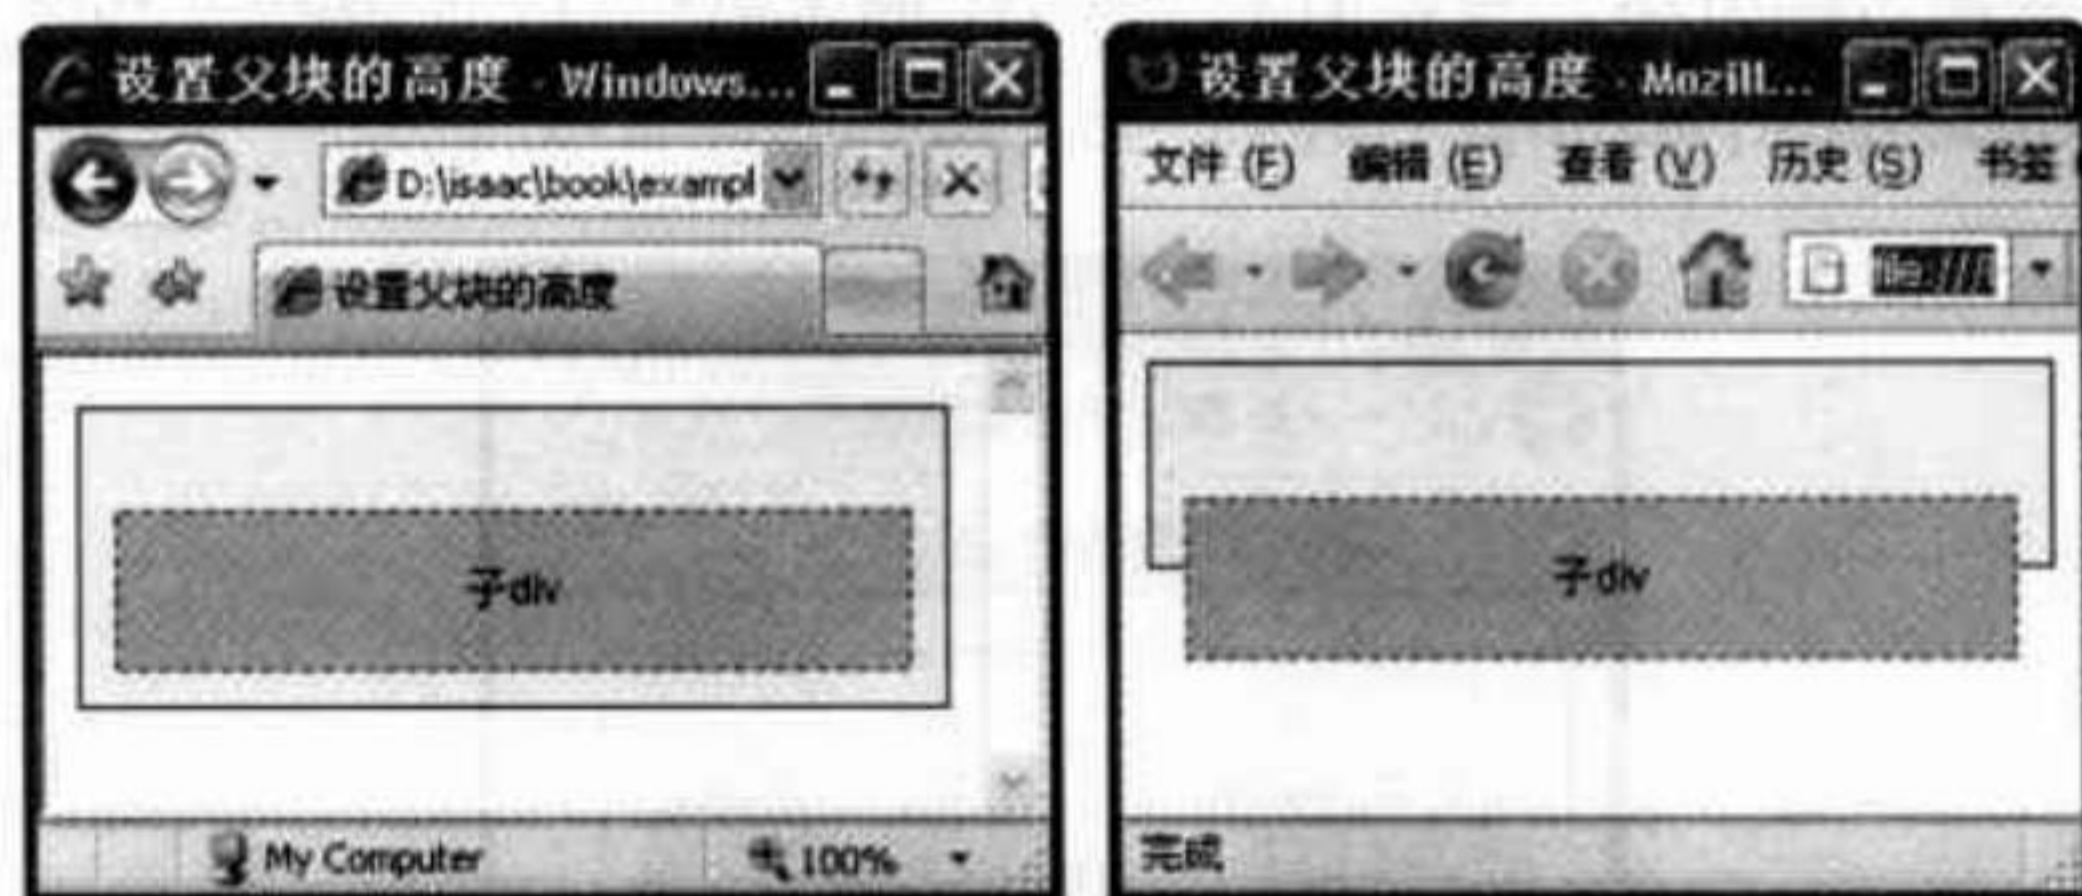 设置父块的高度 - Windows...
D:\isaac\book\exampl
设置父块的高度
子div
My Computer
100%
设置父块的高度 - Mozill...
文件 (F) 编辑 (E) 查看 (V) 历史 (S) 书签
子div
完成